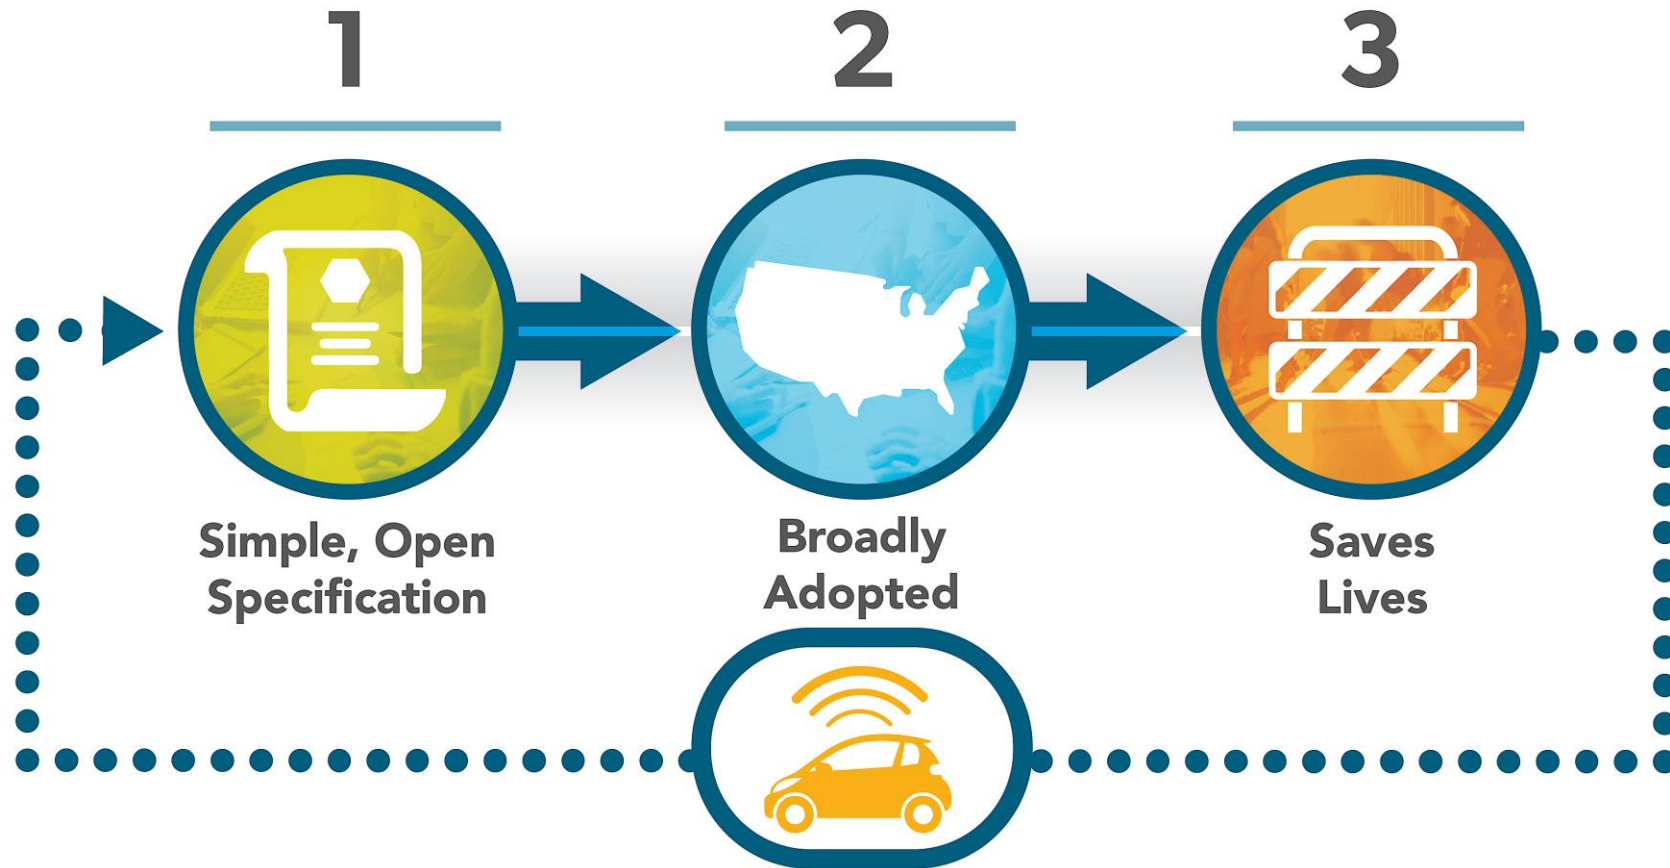 1
2
3
Simple, Open
Specification
Broadly
Adopted
Saves
Lives